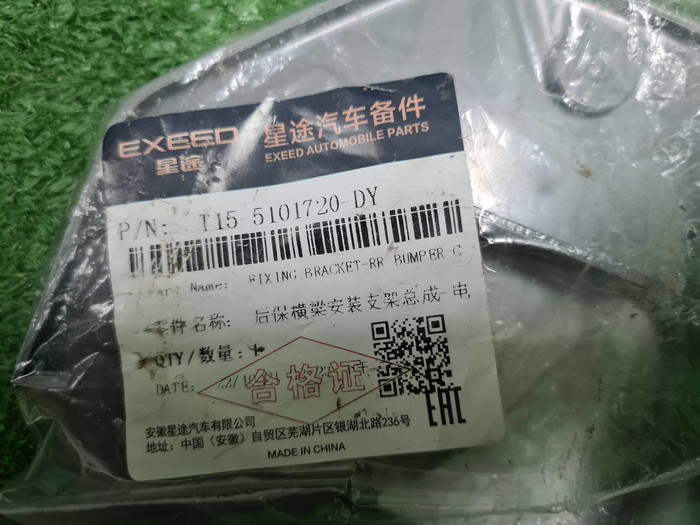 EXEED 星途汽车备件
星途 EXEED AUTOMOBILE PARTS
P/N: T15-5101720-DY
Part Name: FIXING BRACKET-RR BUMPER C
零件名称: 后保横梁安装支架总成-电
QTY/数量: 1
DATE:
合格证
EAC
安徽星途汽车有限公司
地址: 中国（安徽）自贸区芜湖片区银湖北路236号
MADE IN CHINA